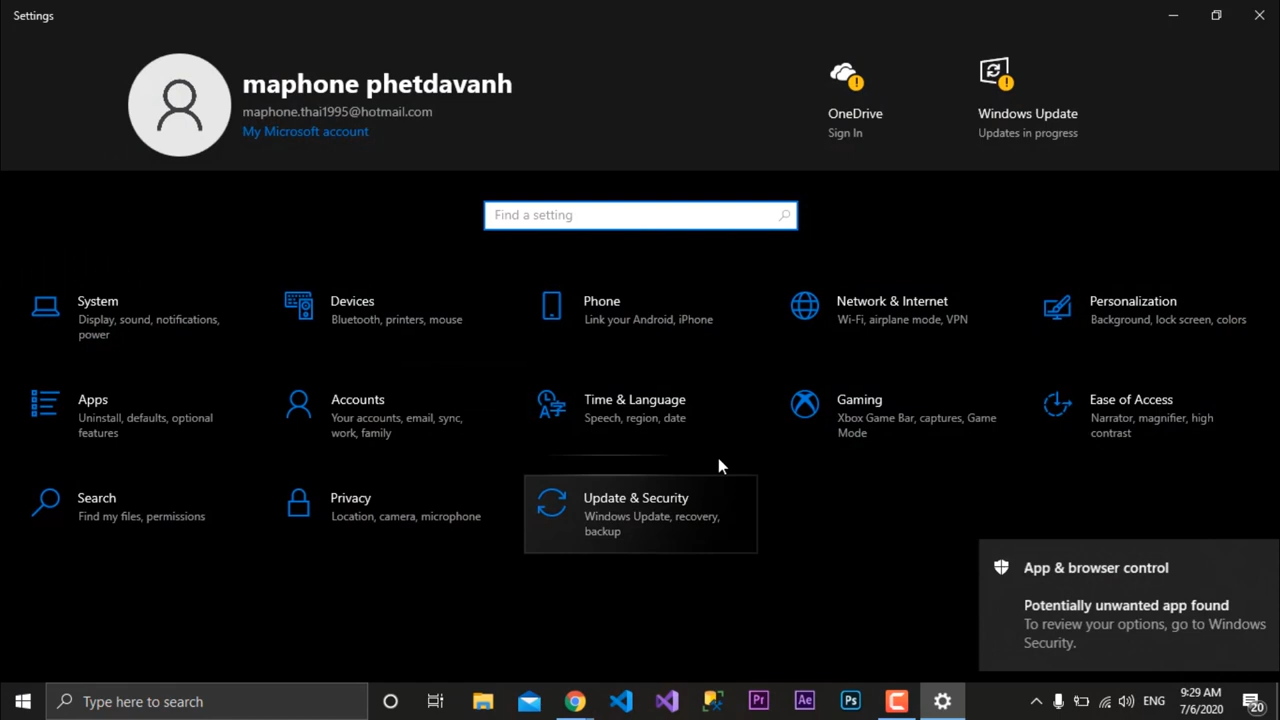 Settings
maphone phetdavanh
maphone.thai1995@hotmail.com
My Microsoft account
OneDrive
Sign In
Windows Update
Updates in progress
Find a setting
System
Display, sound, notifications,
power
Devices
Bluetooth, printers, mouse
Phone
Link your Android, iPhone
Network & Internet
Wi-Fi, airplane mode, VPN
Personalization
Background, lock screen, colors
Apps
Uninstall, defaults, optional
features
Accounts
Your accounts, email, sync,
work, family
Time & Language
Speech, region, date
Gaming
Xbox Game Bar, captures, Game
Mode
Ease of Access
Narrator, magnifier, high
contrast
Search
Find my files, permissions
Privacy
Location, camera, microphone
Update & Security
Windows Update, recovery,
backup
App & browser control
Potentially unwanted app found
To review your options, go to Windows
Security.
Type here to search
Pr
Ae
Ps
ENG
9:29 AM
7/6/2020
20